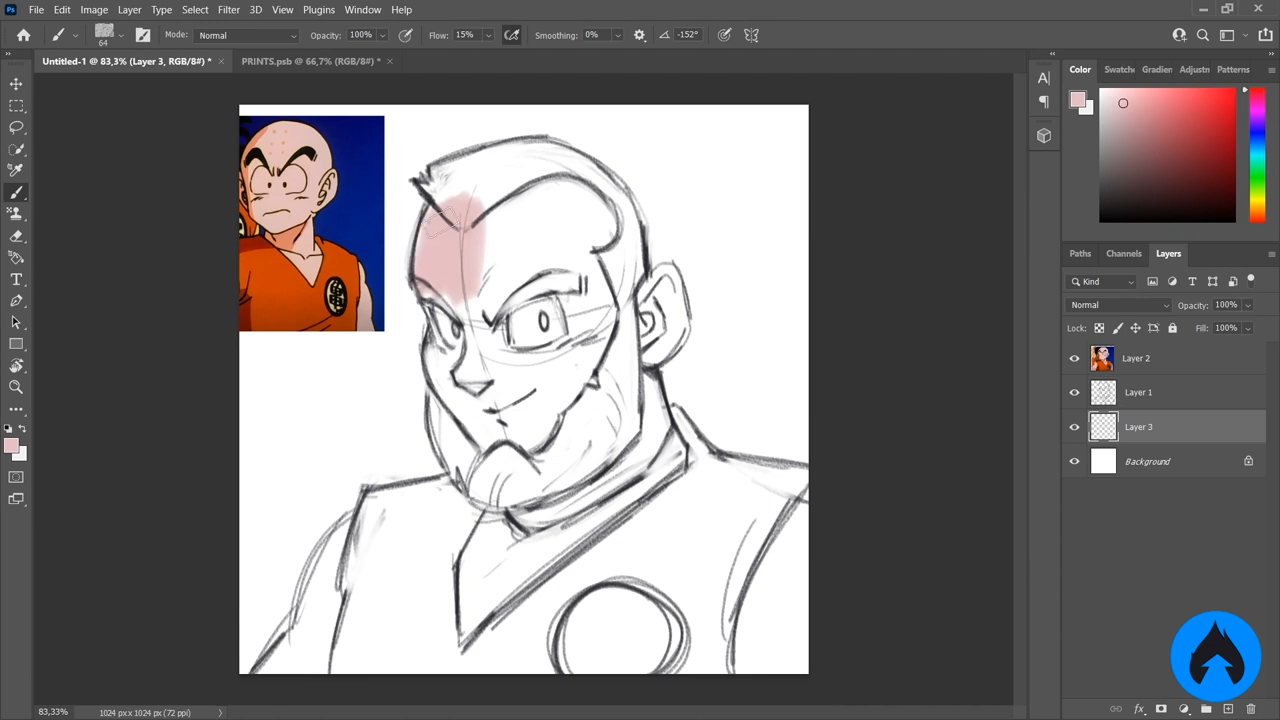 Ps File Edit Image Layer Type Select Filter 3D View Plugins Window Help
64 Mode: Normal Opacity: 100% Flow: 15% Smoothing: 0% -152°
Untitled-1 @ 83,3% (Layer 3, RGB/8#) * × PRINTS.psb @ 66,7% (RGB/8#) * ×
Color Swatche Gradien Adjustn Patterns
Paths Channels Layers
Kind
Normal Opacity: 100%
Lock: Fill: 100%
Layer 2
Layer 1
Layer 3
Background
83,33% 1024 px x 1024 px (72 ppi)